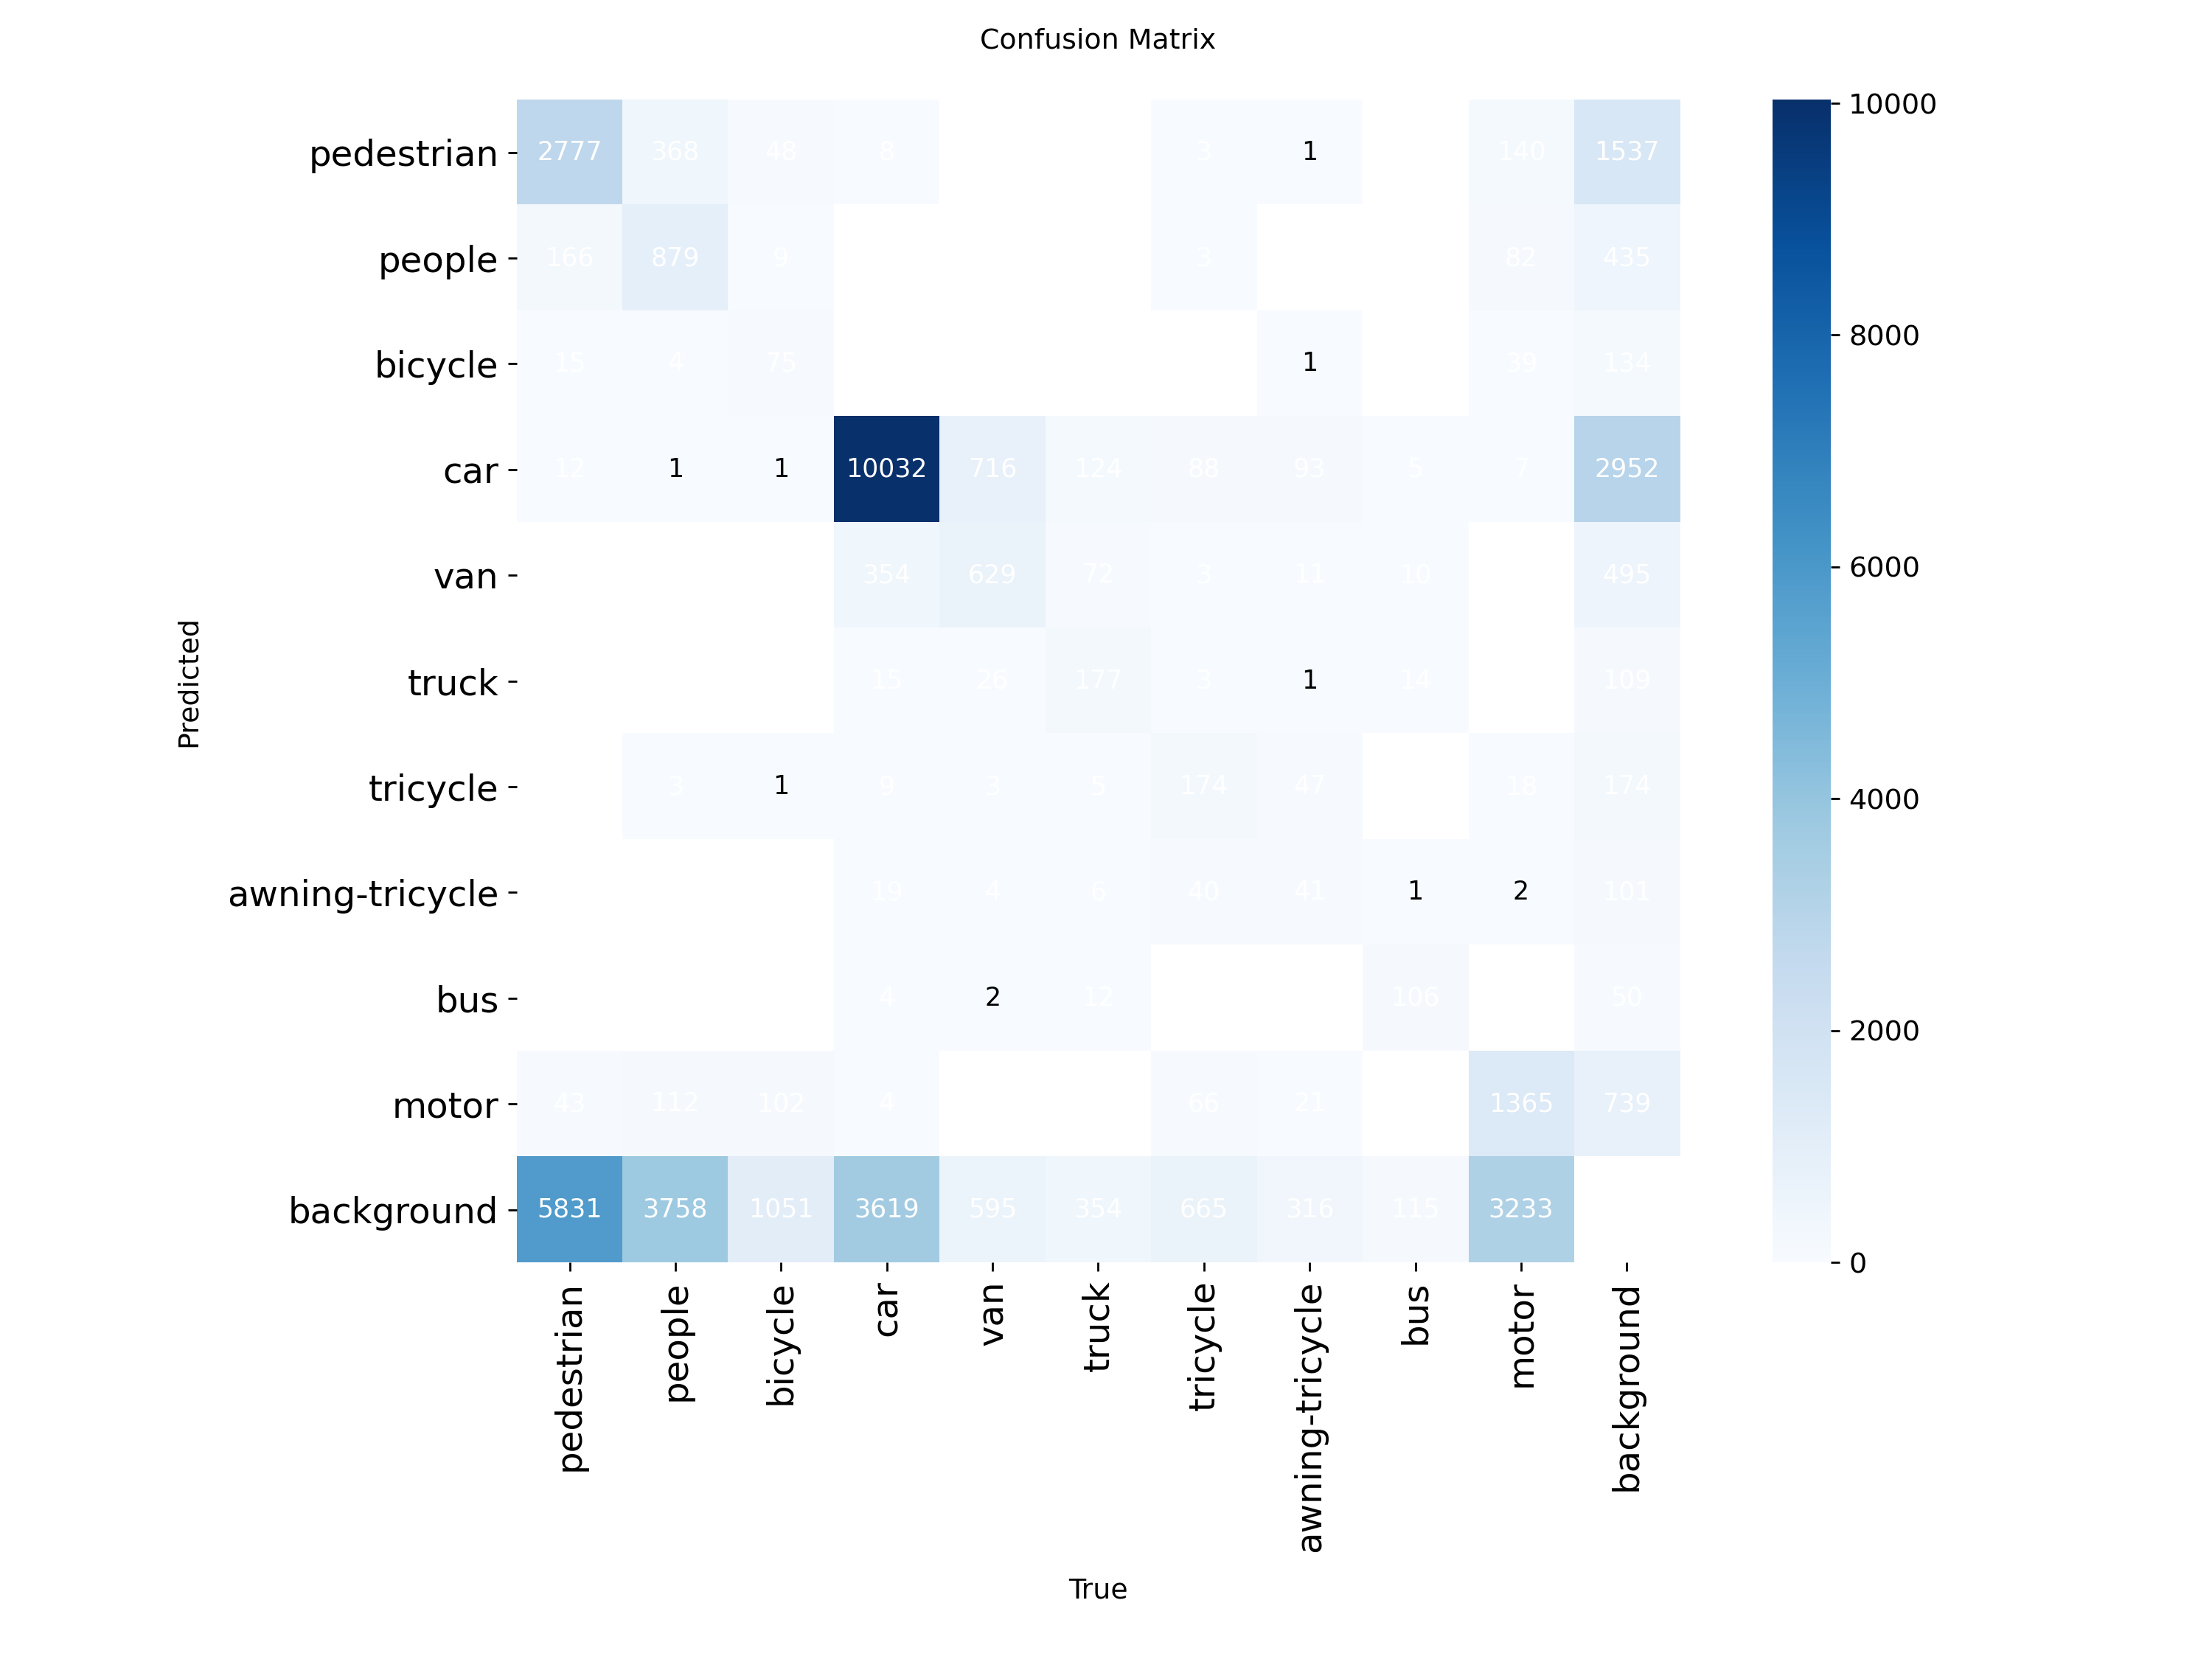 Confusion Matrix
pedestrian 2777 368 48 8 3 1 140 1537
people 166 879 9 3 82 435
bicycle 15 4 75 1 39 134
car 12 1 1 10032 716 124 88 93 5 7 2952
van 354 629 72 3 11 10 495
truck 15 26 177 3 1 14 109
tricycle 3 1 9 3 5 174 47 18 174
awning-tricycle 19 4 6 40 41 1 2 101
bus 4 2 12 106 50
motor 43 112 102 4 66 21 1365 739
background 5831 3758 1051 3619 595 354 665 316 115 3233
pedestrian people bicycle car van truck tricycle awning-tricycle bus motor background
True
Predicted
10000
8000
6000
4000
2000
0